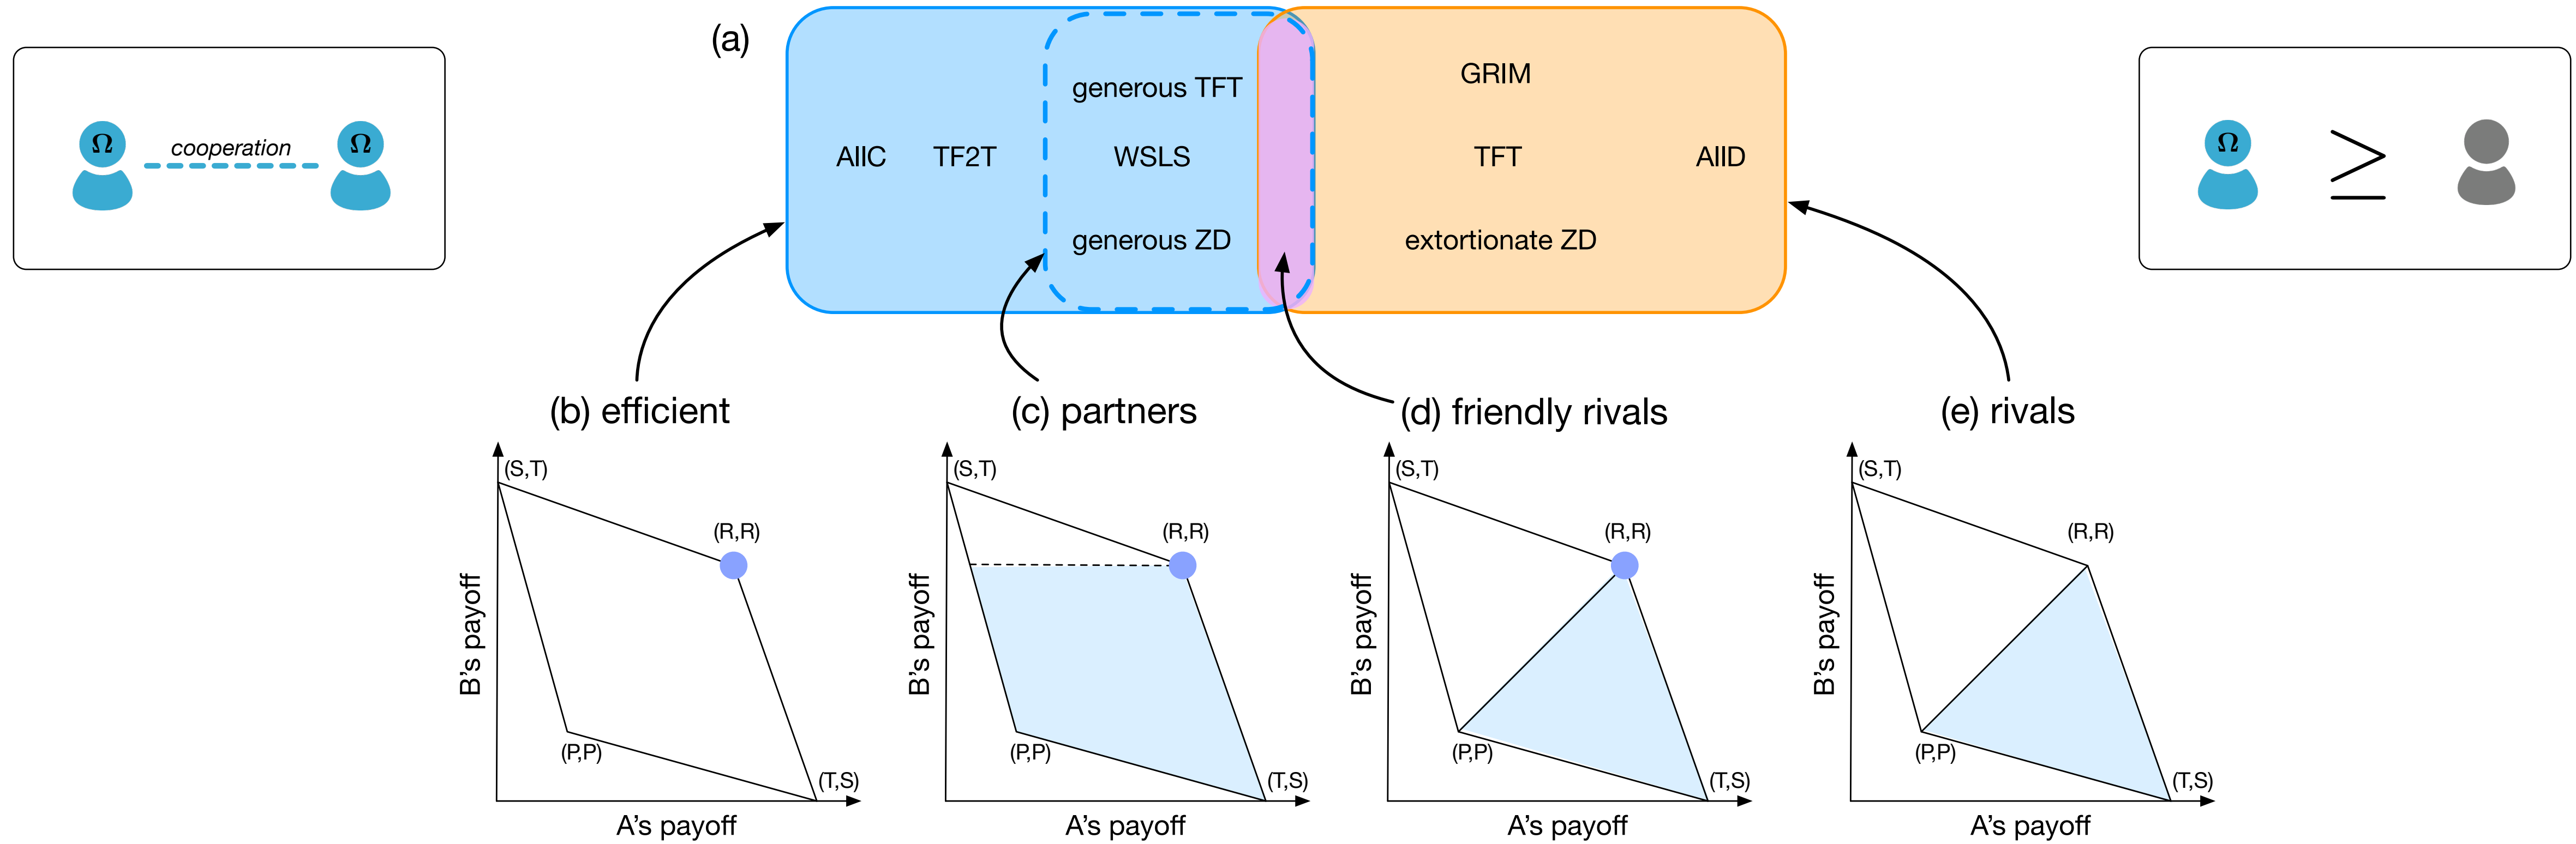 (a)
Ω
cooperation
Ω
generous TFT
GRIM
AllC
TF2T
WSLS
TFT
AllD
generous ZD
extortionate ZD
Ω
≥
(b) efficient
(c) partners
(d) friendly rivals
(e) rivals
(S,T)
(R,R)
(P,P)
(T,S)
B's payoff
A's payoff
(S,T)
(R,R)
(P,P)
(T,S)
B's payoff
A's payoff
(S,T)
(R,R)
(P,P)
(T,S)
B's payoff
A's payoff
(S,T)
(R,R)
(P,P)
(T,S)
B's payoff
A's payoff